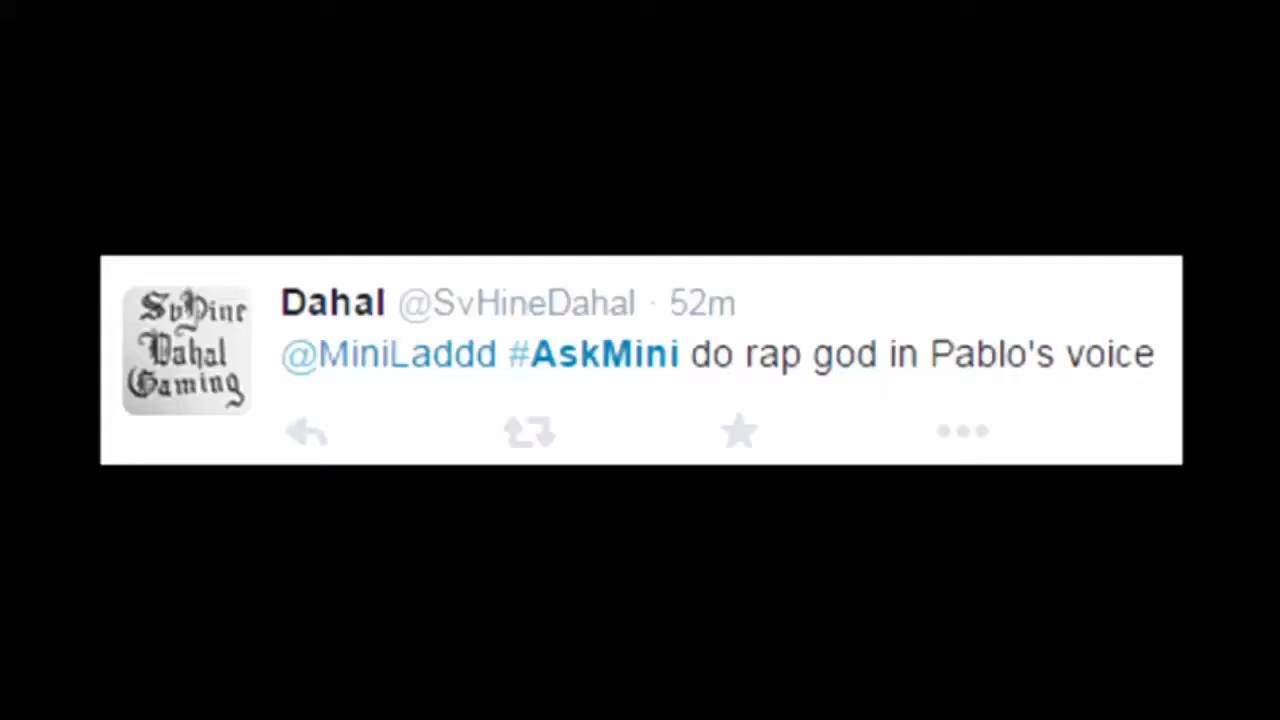 SvHine
Dahal
Gaming
Dahal @SvHineDahal · 52m
@MiniLaddd #AskMini do rap god in Pablo's voice